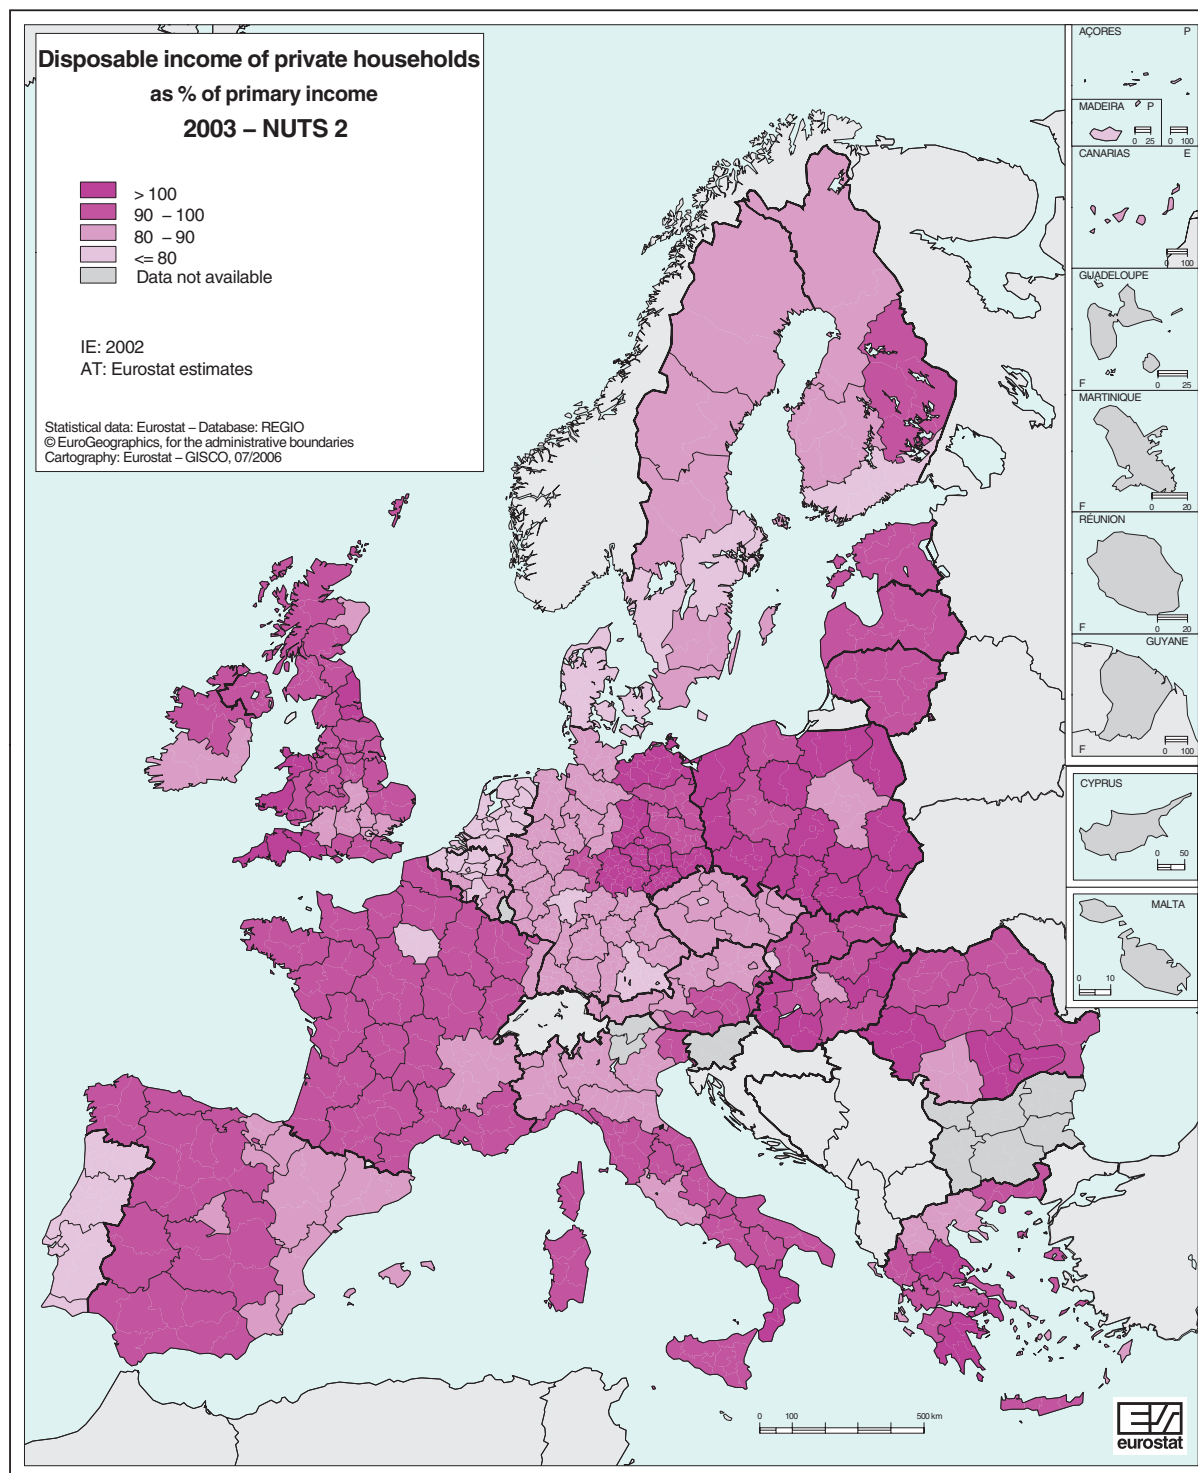 Disposable income of private households
as % of primary income
2003 – NUTS 2
> 100
90 – 100
80 – 90
<= 80
Data not available
IE: 2002
AT: Eurostat estimates
Statistical data: Eurostat – Database: REGIO
© EuroGeographics, for the administrative boundaries
Cartography: Eurostat – GISCO, 07/2006
AÇORES P
MADEIRA P
0 25 0 100
CANARIAS E
0 100
GUADELOUPE
F 0 25
MARTINIQUE
F 0 20
RÉUNION
F 0 20
GUYANE
F 0 100
CYPRUS
0 50
MALTA
0 10
0 100 500 km
eurostat